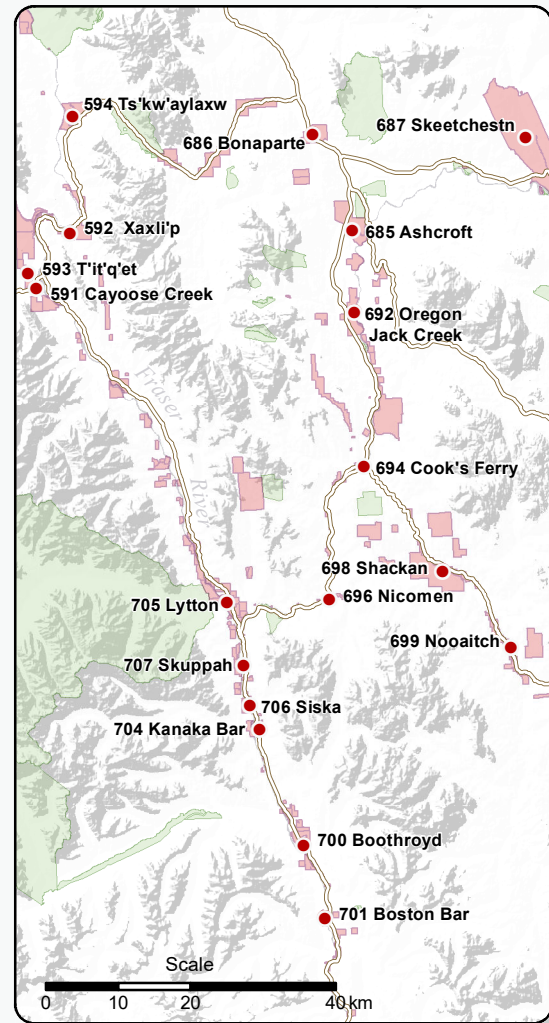 594 Ts'kw'aylaxw
687 Skeetchestn
686 Bonaparte
592 Xaxli'p
685 Ashcroft
593 T'it'q'et
591 Cayoose Creek
692 Oregon
Jack Creek
Fraser
River
694 Cook's Ferry
698 Shackan
705 Lytton
696 Nicomen
699 Nooaitch
707 Skuppah
706 Siska
704 Kanaka Bar
700 Boothroyd
701 Boston Bar
Scale
0 10 20 40 km